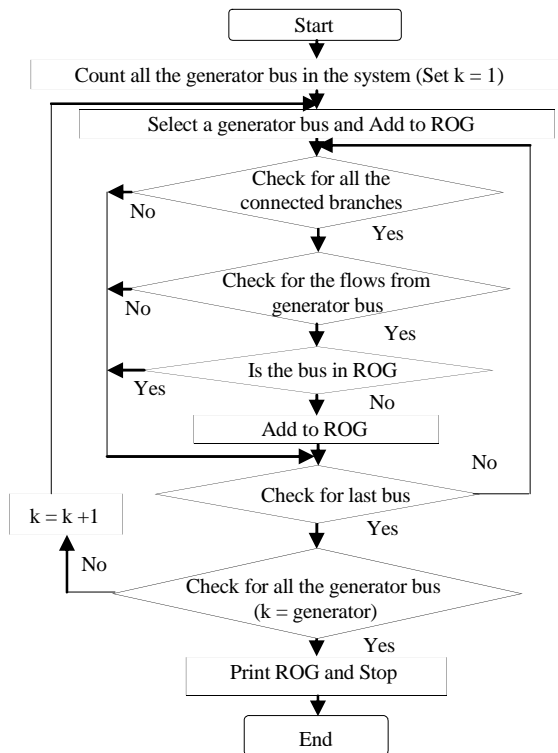 Start
Count all the generator bus in the system (Set k = 1)
Select a generator bus and Add to ROG
Check for all the
connected branches
No
Yes
Check for the flows from
generator bus
No
Yes
Is the bus in ROG
Yes
No
Add to ROG
No
Check for last bus
k = k +1
Yes
No
Check for all the generator bus
(k = generator)
Yes
Print ROG and Stop
End